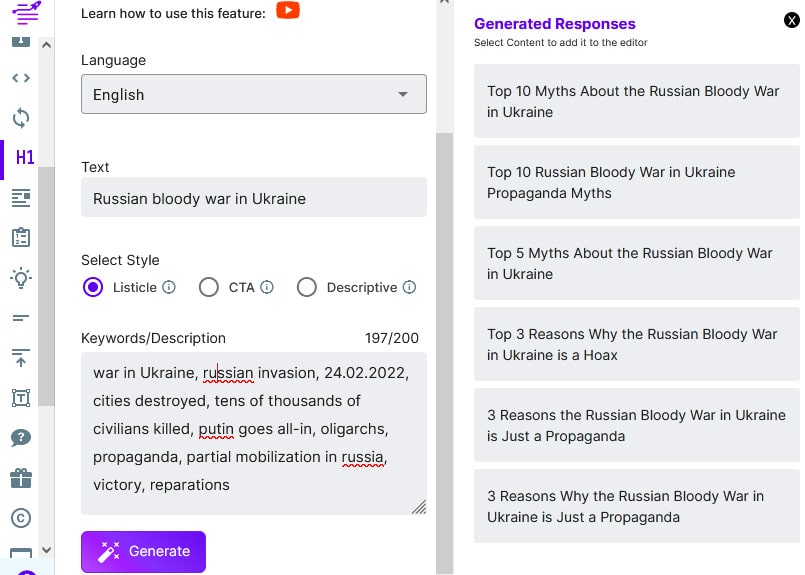 Learn how to use this feature:
Language
English
Text
Russian bloody war in Ukraine
Select Style
Listicle
CTA
Descriptive
Keywords/Description 197/200
war in Ukraine, russian invasion, 24.02.2022,
cities destroyed, tens of thousands of
civilians killed, putin goes all-in, oligarchs,
propaganda, partial mobilization in russia,
victory, reparations
Generate
H1
Generated Responses
X
Select Content to add it to the editor
Top 10 Myths About the Russian Bloody War
in Ukraine
Top 10 Russian Bloody War in Ukraine
Propaganda Myths
Top 5 Myths About the Russian Bloody War
in Ukraine
Top 3 Reasons Why the Russian Bloody War
in Ukraine is a Hoax
3 Reasons the Russian Bloody War in Ukraine
is Just a Propaganda
3 Reasons Why the Russian Bloody War in
Ukraine is Just a Propaganda